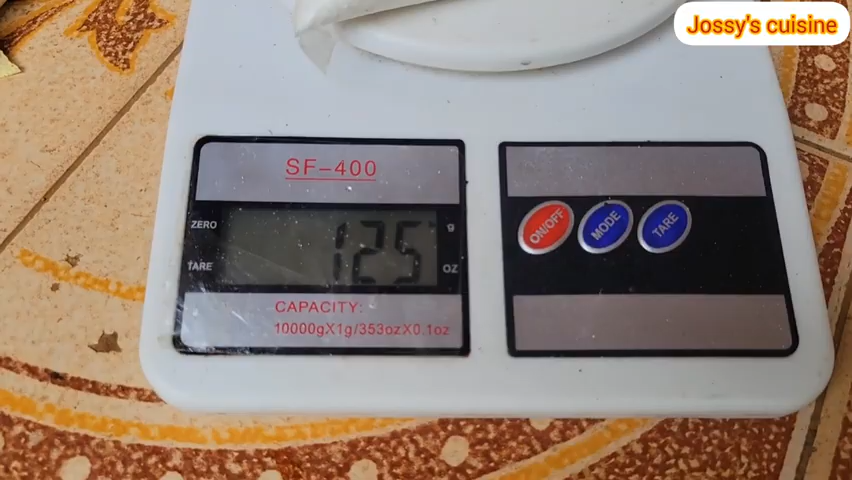 Jossy's cuisine
SF-400
ZERO
TARE
125
g
OZ
CAPACITY:
10000gX1g/353ozX0.1oz
ON/OFF
MODE
TARE